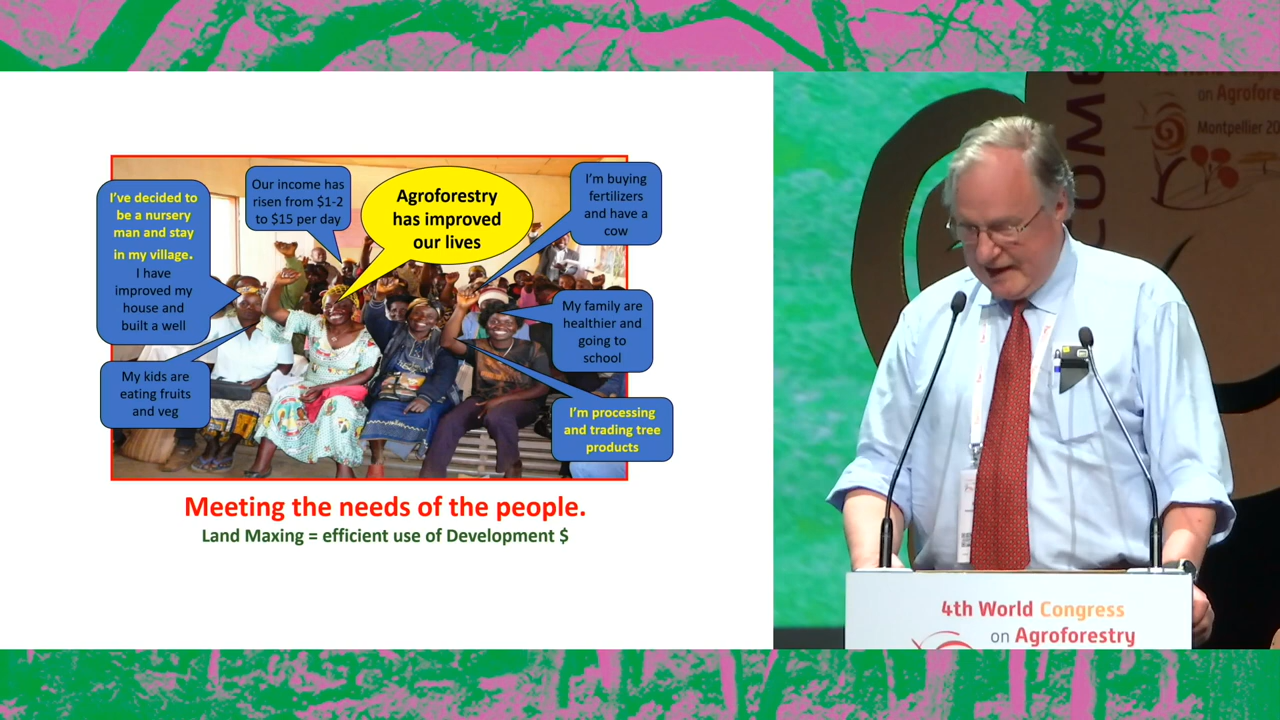 I've decided to
be a nursery
man and stay
in my village.
I have
improved my
house and
built a well
Our income has
risen from $1-2
to $15 per day
Agroforestry
has improved
our lives
I'm buying
fertilizers
and have a
cow
My family are
healthier and
going to
school
My kids are
eating fruits
and veg
I'm processing
and trading tree
products
Meeting the needs of the people.
Land Maxing = efficient use of Development $
on Agrofore
Montpellier 20
4th World Congress
on Agroforestry